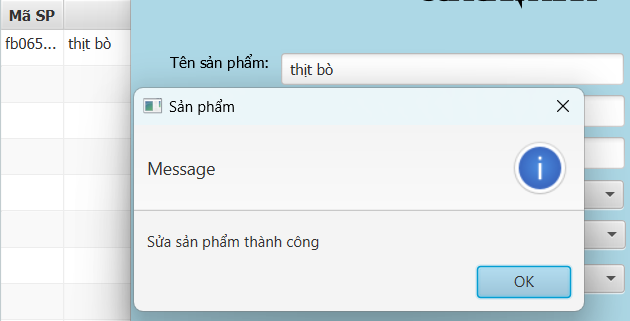 Mã SP
fb065... thịt bò
Tên sản phẩm: thịt bò
Sản phẩm
Message
Sửa sản phẩm thành công
OK